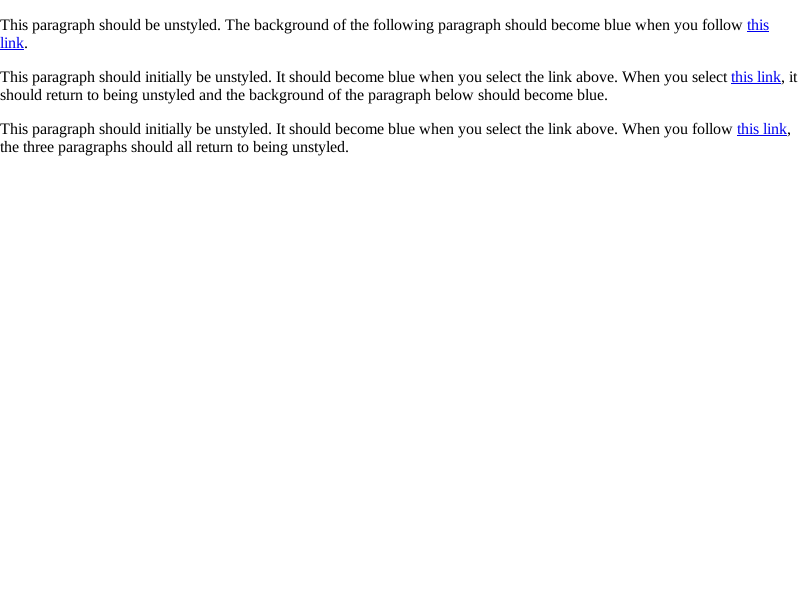 This paragraph should be unstyled. The background of the following paragraph should become blue when you follow this
link.
This paragraph should initially be unstyled. It should become blue when you select the link above. When you select this link, it
should return to being unstyled and the background of the paragraph below should become blue.
This paragraph should initially be unstyled. It should become blue when you select the link above. When you follow this link,
the three paragraphs should all return to being unstyled.